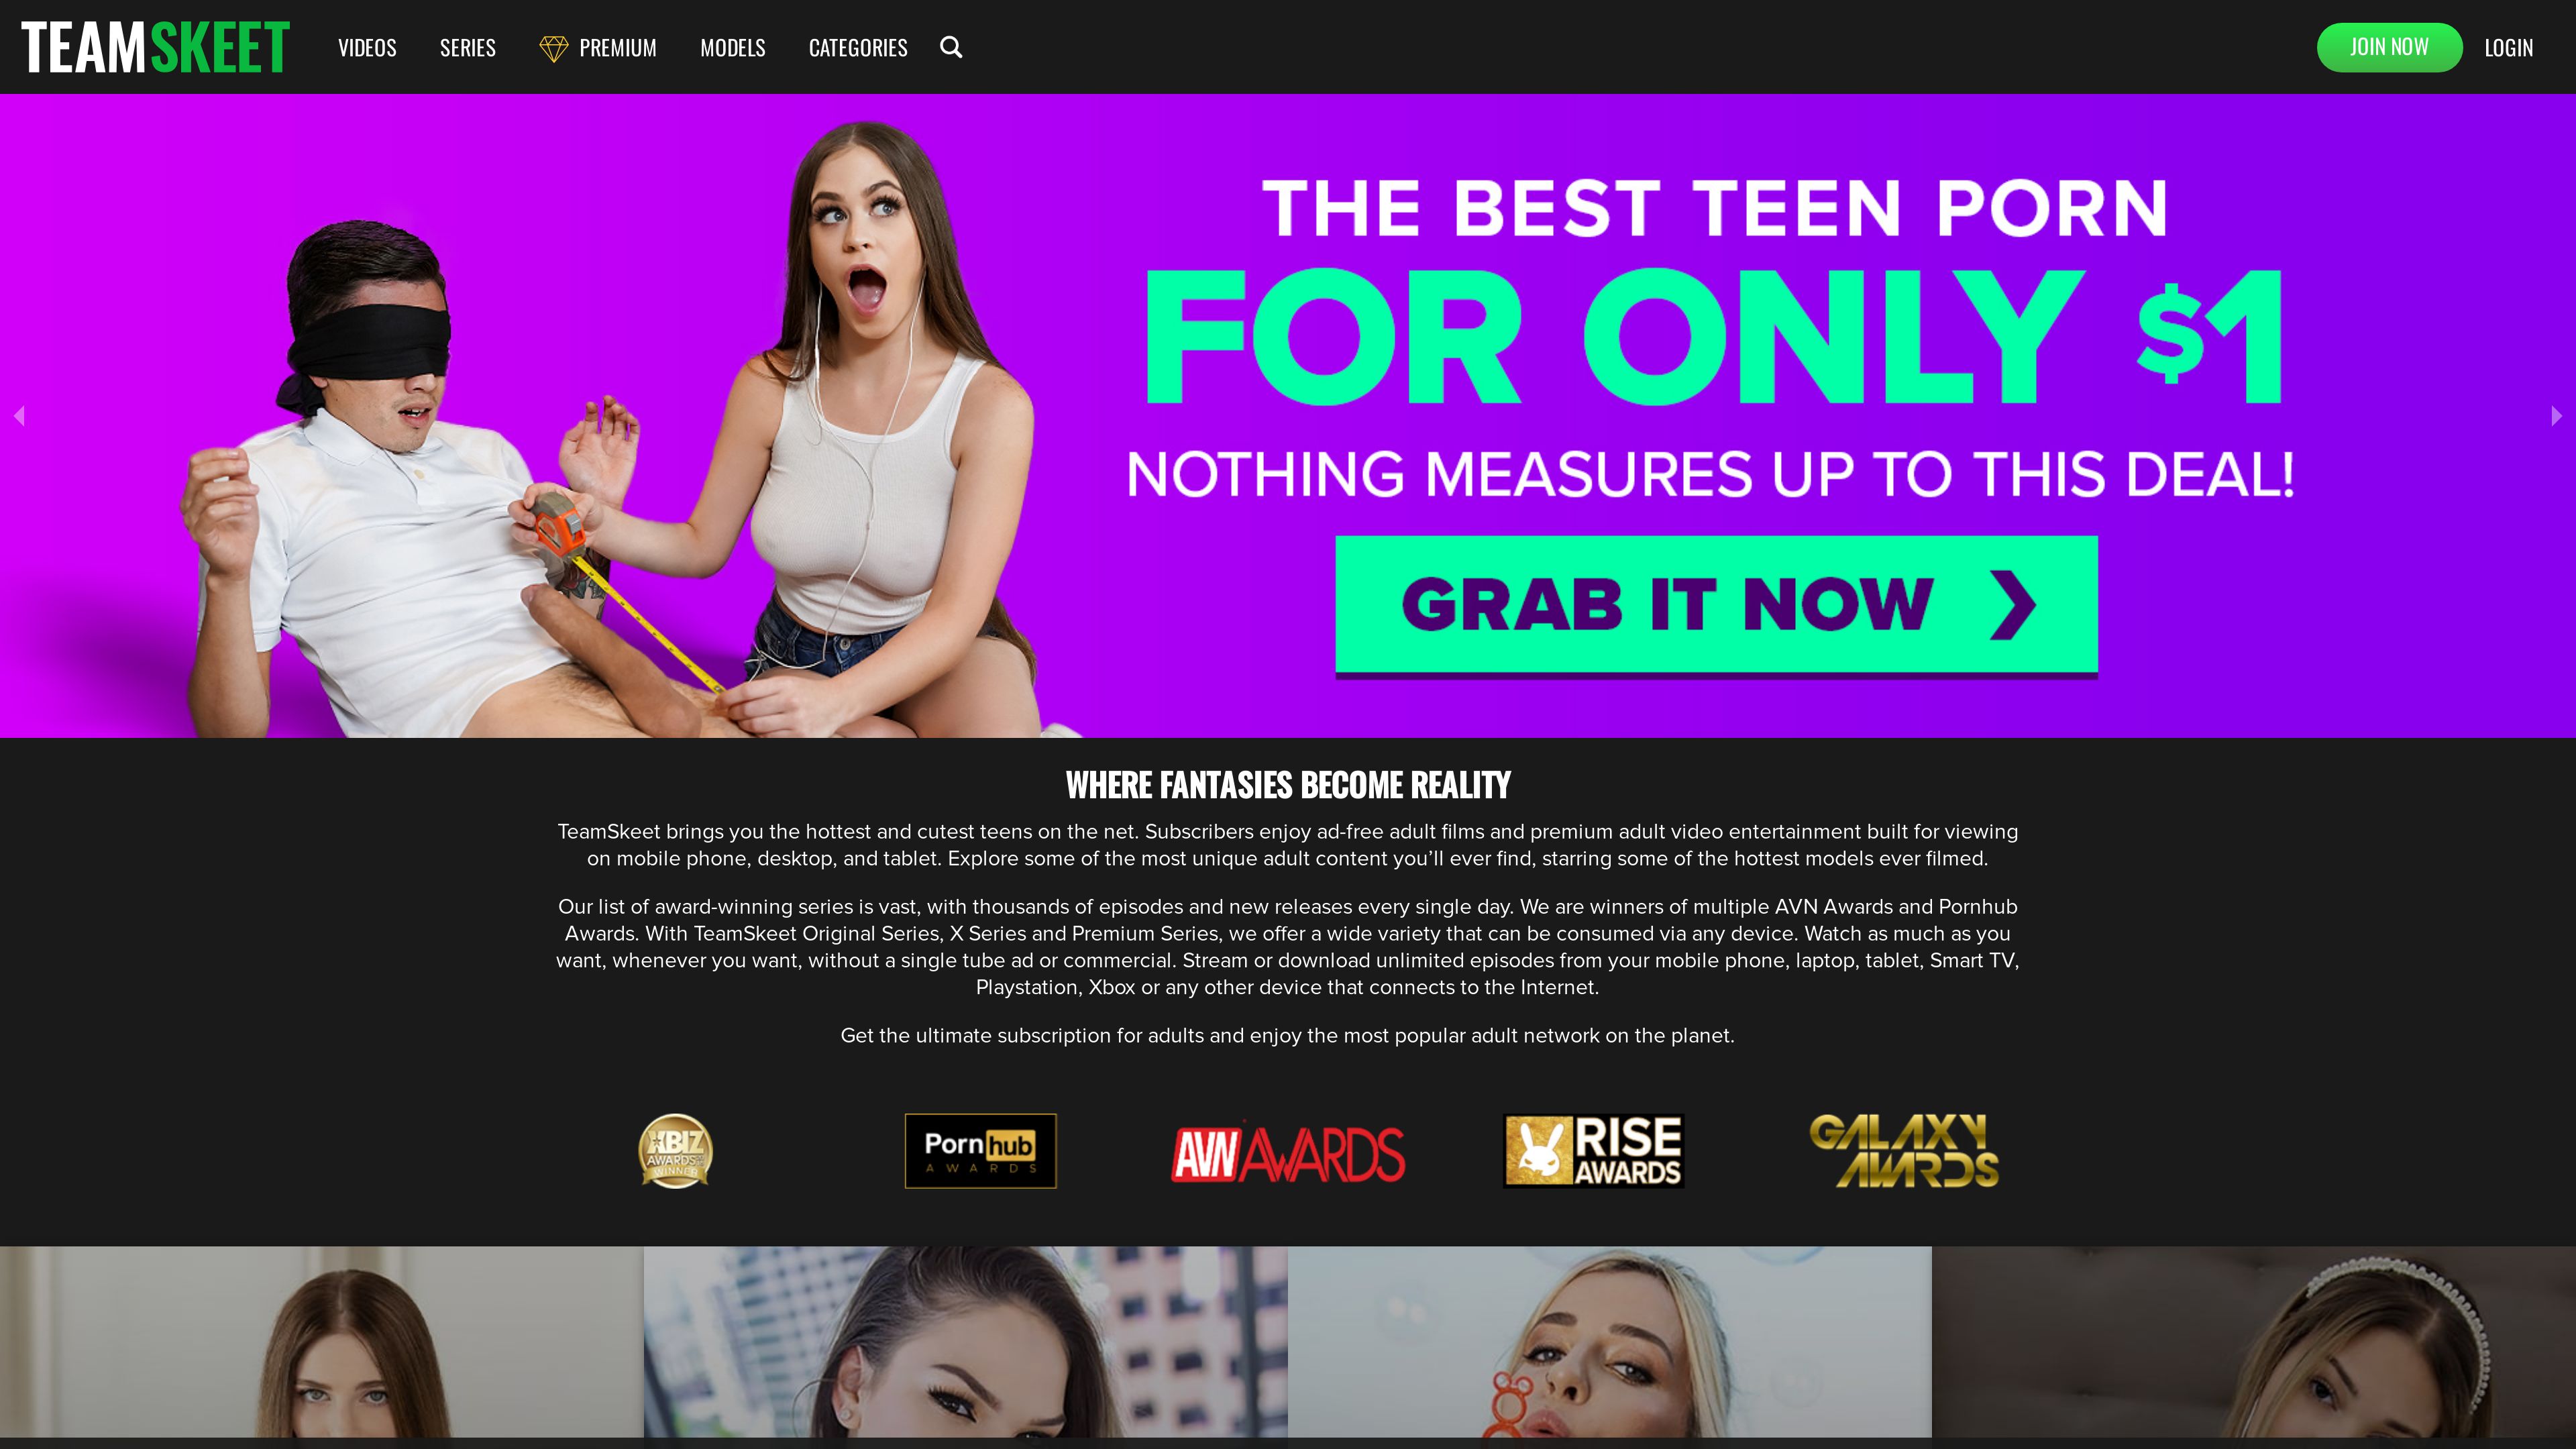 TEAMSKEET
VIDEOS
SERIES
PREMIUM
MODELS
CATEGORIES
JOIN NOW
LOGIN
THE BEST TEEN PORN
FOR ONLY $1
NOTHING MEASURES UP TO THIS DEAL!
GRAB IT NOW
WHERE FANTASIES BECOME REALITY
TeamSkeet brings you the hottest and cutest teens on the net. Subscribers enjoy ad-free adult films and premium adult video entertainment built for viewing
on mobile phone, desktop, and tablet. Explore some of the most unique adult content you’ll ever find, starring some of the hottest models ever filmed.
Our list of award-winning series is vast, with thousands of episodes and new releases every single day. We are winners of multiple AVN Awards and Pornhub
Awards. With TeamSkeet Original Series, X Series and Premium Series, we offer a wide variety that can be consumed via any device. Watch as much as you
want, whenever you want, without a single tube ad or commercial. Stream or download unlimited episodes from your mobile phone, laptop, tablet, Smart TV,
Playstation, Xbox or any other device that connects to the Internet.
Get the ultimate subscription for adults and enjoy the most popular adult network on the planet.
XBIZ
AWARDS
WINNER
Pornhub
AWARDS
AVN AWARDS
RISE
AWARDS
GALAXY
AWARDS